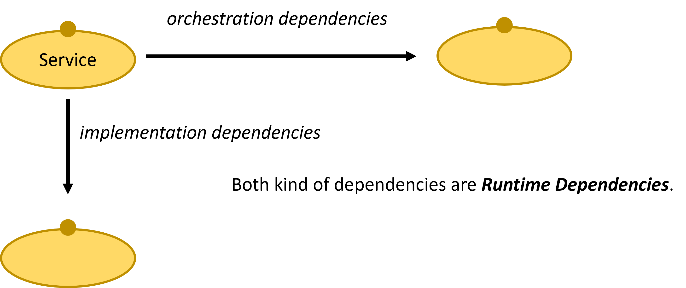 orchestration dependencies
Service
implementation dependencies
Both kind of dependencies are Runtime Dependencies.